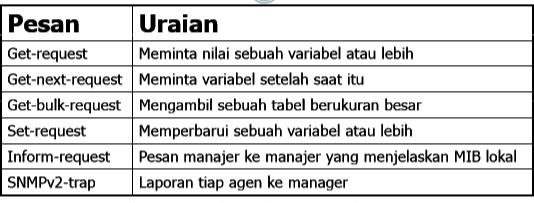 Pesan Uraian
Get-request Meminta nilai sebuah variabel atau lebih
Get-next-request Meminta variabel setelah saat itu
Get-bulk-request Mengambil sebuah tabel berukuran besar
Set-request Memperbarui sebuah variabel atau lebih
Inform-request Pesan manajer ke manajer yang menjelaskan MIB lokal
SNMPv2-trap Laporan tiap agen ke manager